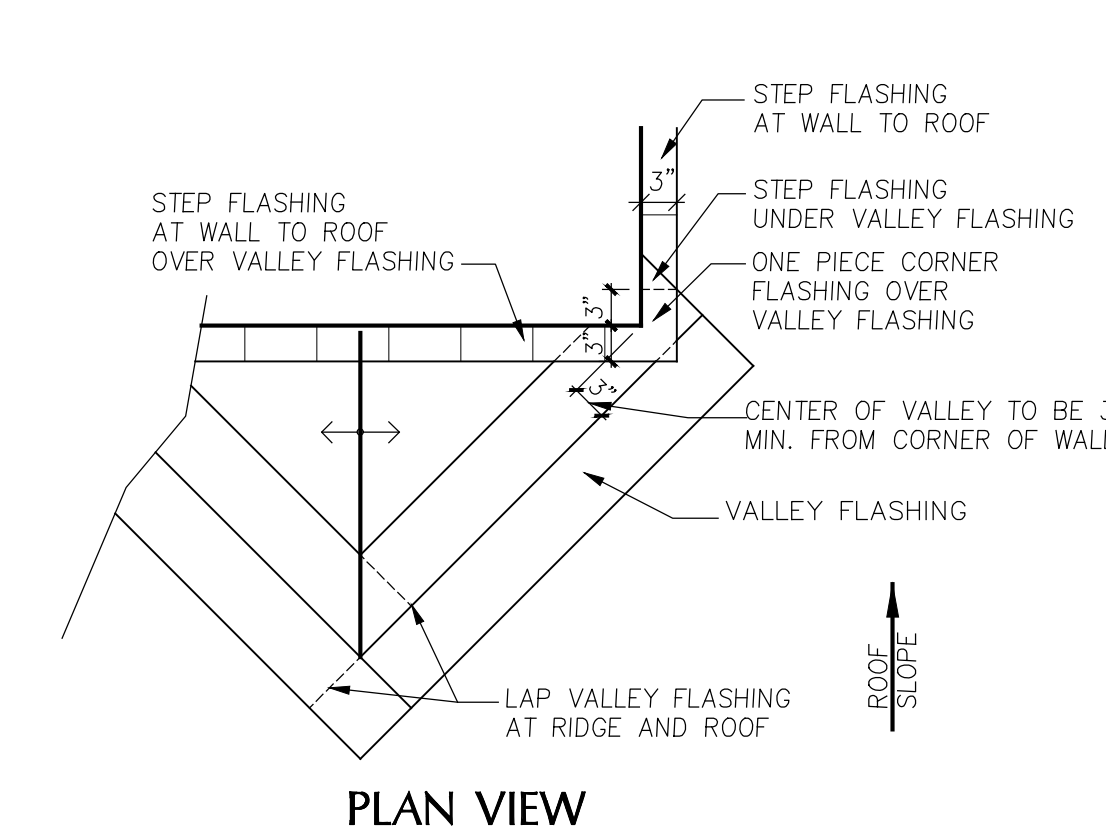 STEP FLASHING
AT WALL TO ROOF
3"
STEP FLASHING
UNDER VALLEY FLASHING
STEP FLASHING
AT WALL TO ROOF
OVER VALLEY FLASHING
ONE PIECE CORNER
FLASHING OVER
VALLEY FLASHING
3"
3"
3"
CENTER OF VALLEY TO BE
MIN. FROM CORNER OF WALL
VALLEY FLASHING
ROOF
SLOPE
LAP VALLEY FLASHING
AT RIDGE AND ROOF
PLAN VIEW